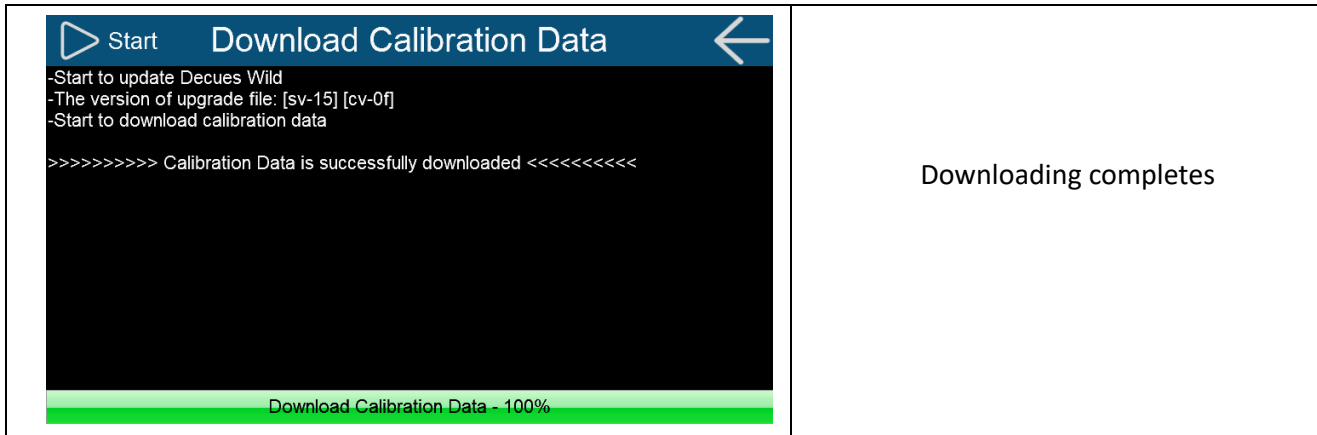 Start
Download Calibration Data
-Start to update Decues Wild
-The version of upgrade file: [sv-15] [cv-0f]
-Start to download calibration data
>>>>>>>>>> Calibration Data is successfully downloaded <<<<<<<<<<
Download Calibration Data - 100%
Downloading completes